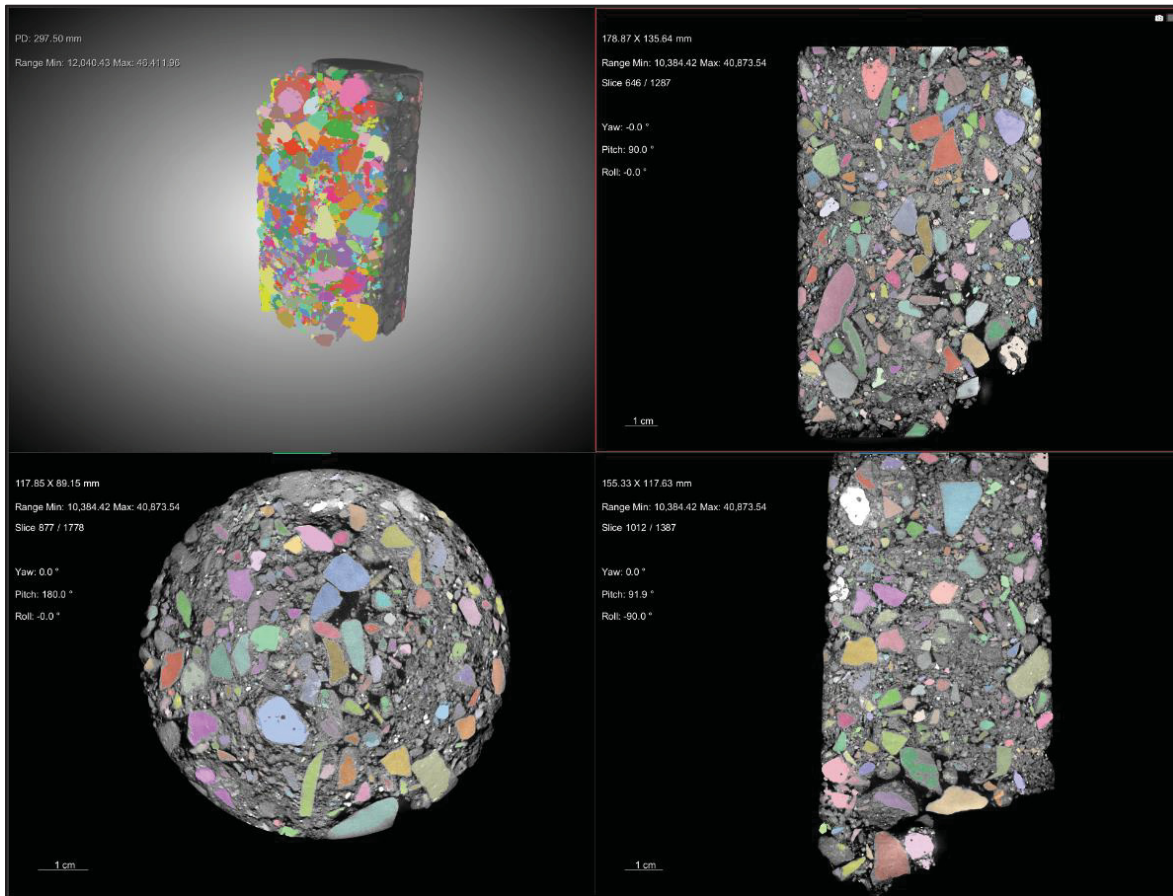 PD: 297.50 mm
Range Min: 12,040.43 Max: 46,411.96
178.87 X 135.64 mm
Range Min: 10,384.42 Max: 40,873.54
Slice 646 / 1287
Yaw: -0.0 °
Pitch: 90.0 °
Roll: -0.0 °
1 cm
117.85 X 89.15 mm
Range Min: 10,384.42 Max: 40,873.54
Slice 877 / 1778
Yaw: 0.0 °
Pitch: 180.0 °
Roll: -0.0 °
1 cm
155.33 X 117.63 mm
Range Min: 10,384.42 Max: 40,873.54
Slice 1012 / 1387
Yaw: 0.0 °
Pitch: 91.9 °
Roll: -90.0 °
1 cm